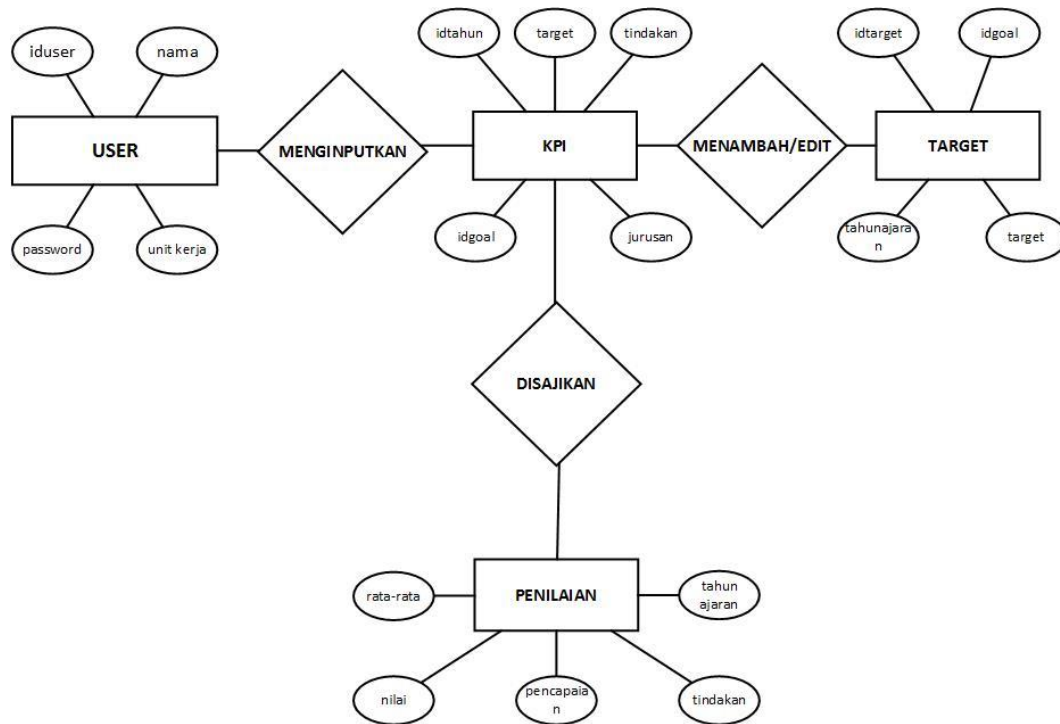 iduser
nama
idtahun
target
tindakan
idtarget
idgoal
USER
MENGINPUTKAN
KPI
MENAMBAH/EDIT
TARGET
password
unit kerja
idgoal
jurusan
tahunajara
n
target
DISAJIKAN
rata-rata
PENILAIAN
tahun
ajaran
nilai
pencapaia
n
tindakan